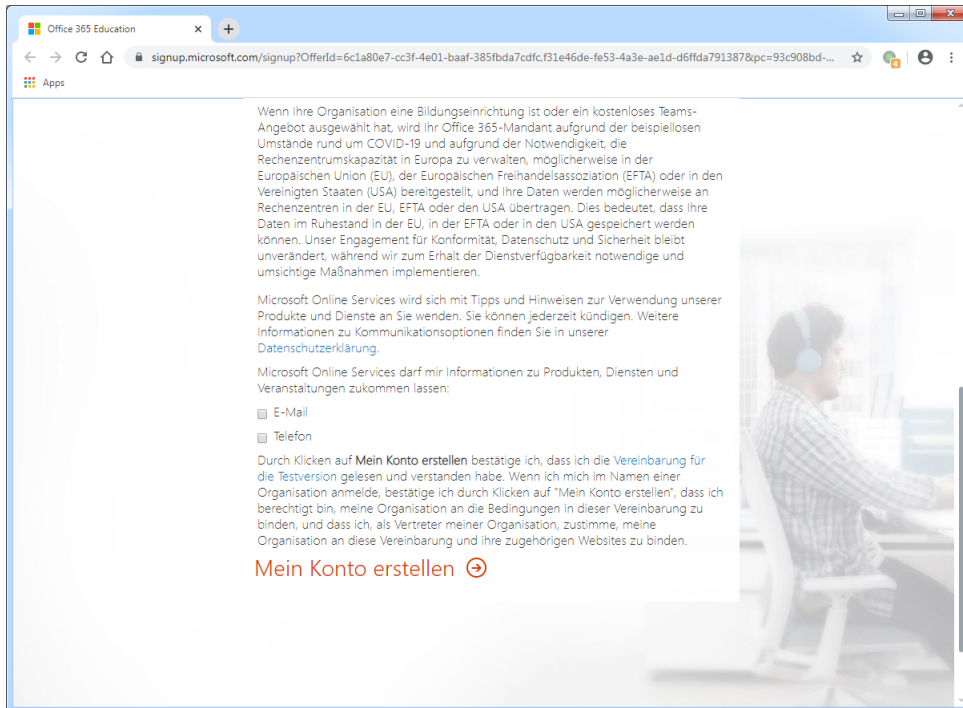 Office 365 Education
signup.microsoft.com/signup?OfferId=6c1a80e7-cc3f-4e01-baaf-385fbda7cdfc,f31e46de-fe53-4a3e-ae1d-d6ffda791387&pc=93c908bd-...
4
Apps
Wenn Ihre Organisation eine Bildungseinrichtung ist oder ein kostenloses Teams-
Angebot ausgewählt hat, wird Ihr Office 365-Mandant aufgrund der beispiellosen
Umstände rund um COVID-19 und aufgrund der Notwendigkeit, die
Rechenzentrumskapazität in Europa zu verwalten, möglicherweise in der
Europäischen Union (EU), der Europäischen Freihandelsassoziation (EFTA) oder in den
Vereinigten Staaten (USA) bereitgestellt, und Ihre Daten werden möglicherweise an
Rechenzentren in der EU, EFTA oder den USA übertragen. Dies bedeutet, dass Ihre
Daten im Ruhestand in der EU, in der EFTA oder in den USA gespeichert werden
können. Unser Engagement für Konformität, Datenschutz und Sicherheit bleibt
unverändert, während wir zum Erhalt der Dienstverfügbarkeit notwendige und
umsichtige Maßnahmen implementieren.
Microsoft Online Services wird sich mit Tipps und Hinweisen zur Verwendung unserer
Produkte und Dienste an Sie wenden. Sie können jederzeit kündigen. Weitere
Informationen zu Kommunikationsoptionen finden Sie in unserer
Datenschutzerklärung.
Microsoft Online Services darf mir Informationen zu Produkten, Diensten und
Veranstaltungen zukommen lassen:
E-Mail
Telefon
Durch Klicken auf Mein Konto erstellen bestätige ich, dass ich die Vereinbarung für
die Testversion gelesen und verstanden habe. Wenn ich mich im Namen einer
Organisation anmelde, bestätige ich durch Klicken auf "Mein Konto erstellen", dass ich
berechtigt bin, meine Organisation an die Bedingungen in dieser Vereinbarung zu
binden, und dass ich, als Vertreter meiner Organisation, zustimme, meine
Organisation an diese Vereinbarung und ihre zugehörigen Websites zu binden.
Mein Konto erstellen